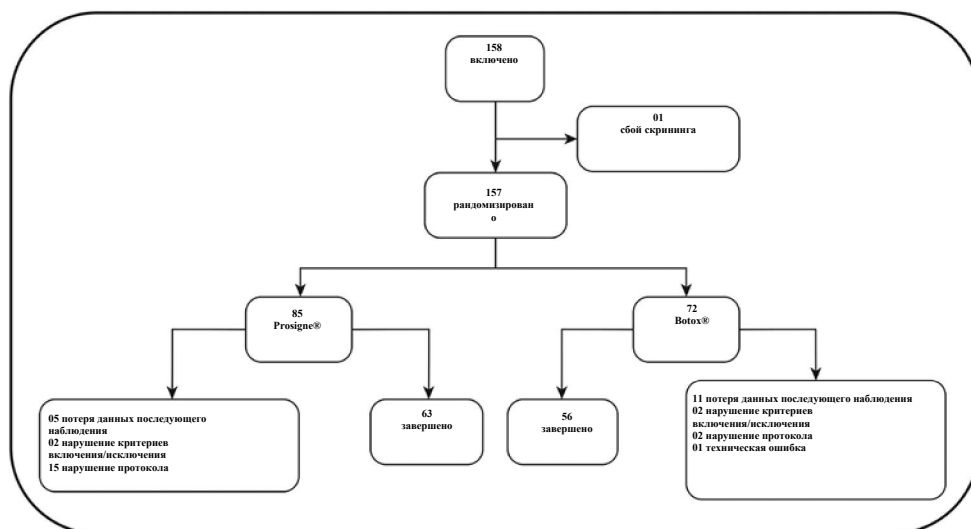 158
включено
01
сбой скрининга
157
рандомизирован
о
85
Prosigne®
72
Botox®
05 потеря данных последующего
наблюдения
02 нарушение критериев
включения/исключения
15 нарушение протокола
63
завершено
56
завершено
11 потеря данных последующего наблюдения
02 нарушение критериев
включения/исключения
02 нарушение протокола
01 техническая ошибка